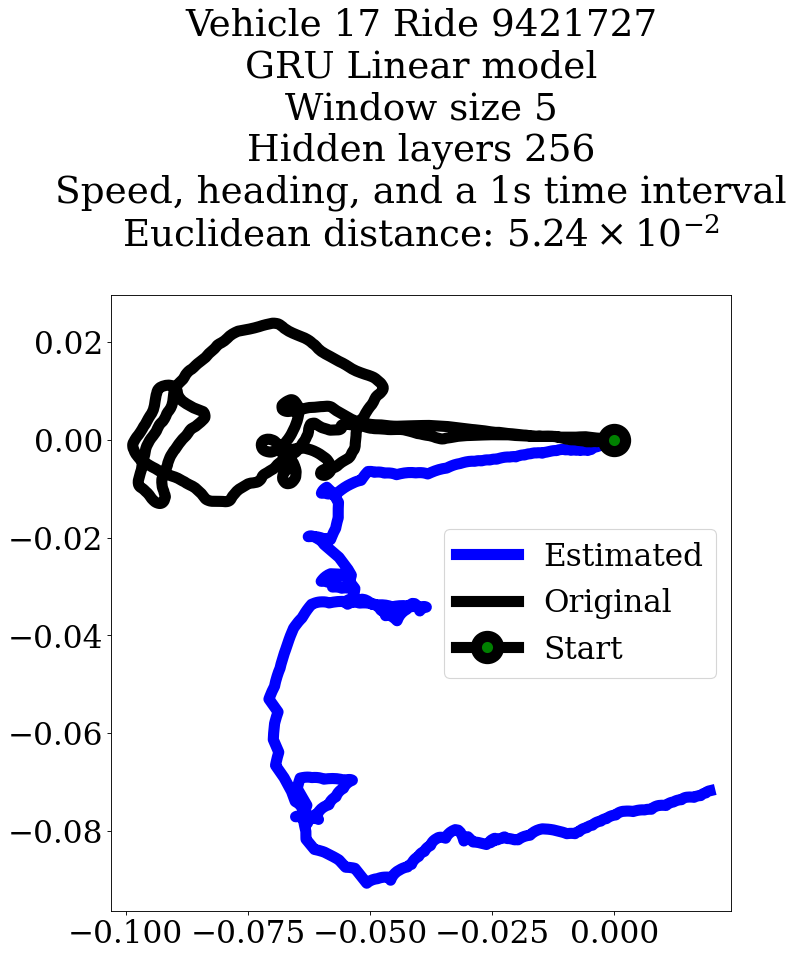 Vehicle 17 Ride 9421727
GRU Linear model
Window size 5
Hidden layers 256
Speed, heading, and a 1s time interval
Euclidean distance: 5.24 × 10⁻²
0.02
0.00
−0.02
−0.04
−0.06
−0.08
Estimated
Original
Start
−0.100 −0.075 −0.050 −0.025 0.000